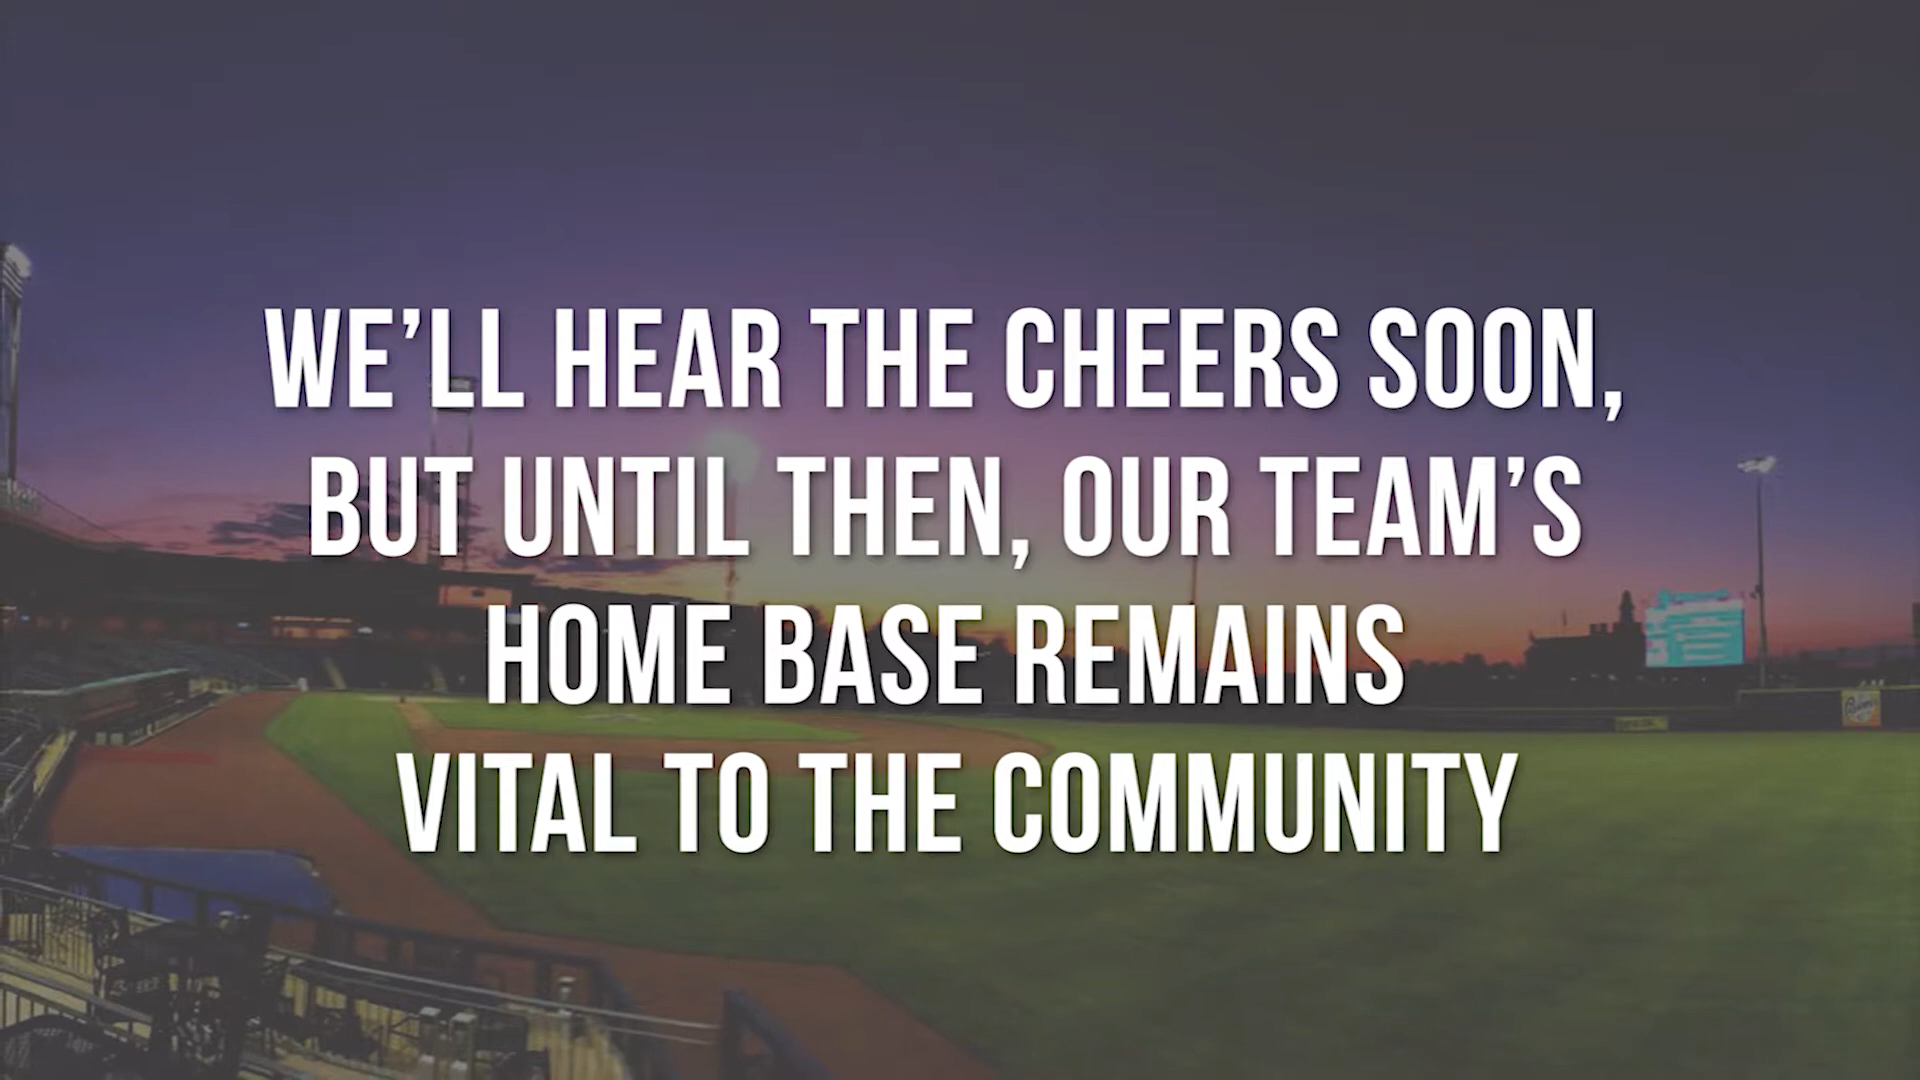 WE’LL HEAR THE CHEERS SOON,
BUT UNTIL THEN, OUR TEAM’S
HOME BASE REMAINS
VITAL TO THE COMMUNITY